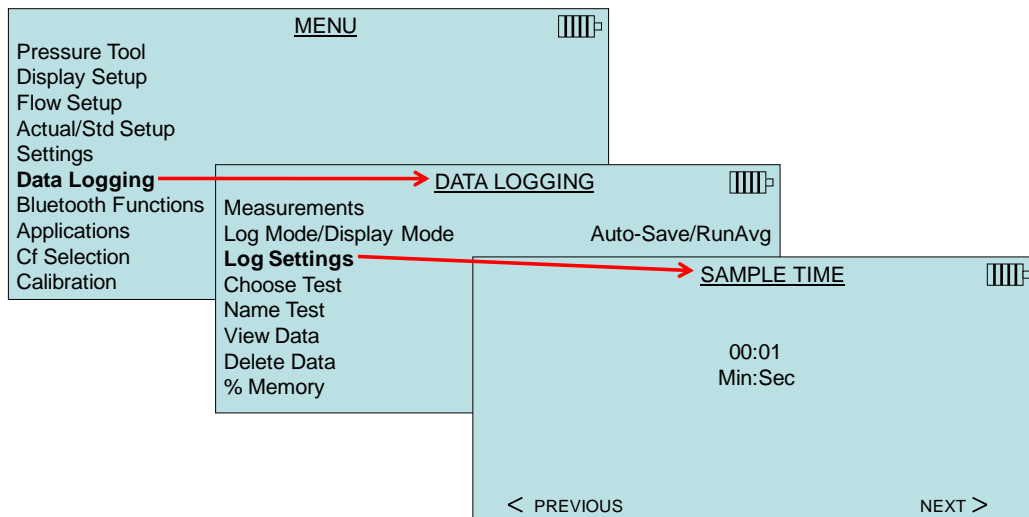 MENU
Pressure Tool
Display Setup
Flow Setup
Actual/Std Setup
Settings
Data Logging
Bluetooth Functions
Applications
Cf Selection
Calibration
DATA LOGGING
Measurements
Log Mode/Display Mode Auto-Save/RunAvg
Log Settings
Choose Test
Name Test
View Data
Delete Data
% Memory
SAMPLE TIME
00:01
Min:Sec
< PREVIOUS NEXT >